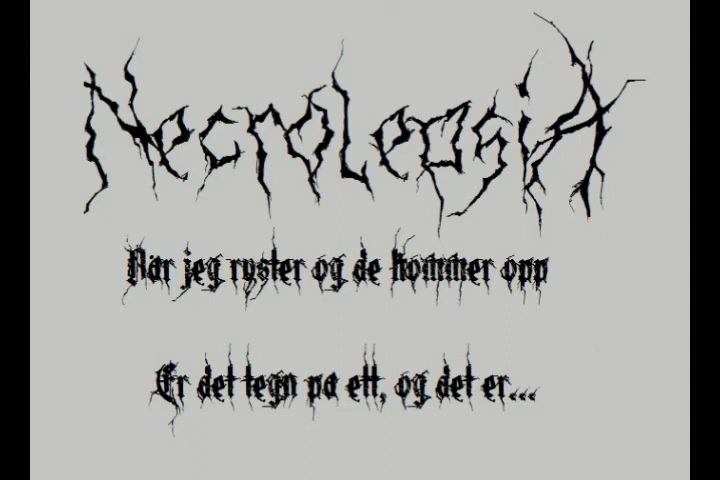 NecrolepsiA
Når jeg ryster og de kommer opp
Er det tegn på ett, og det er...